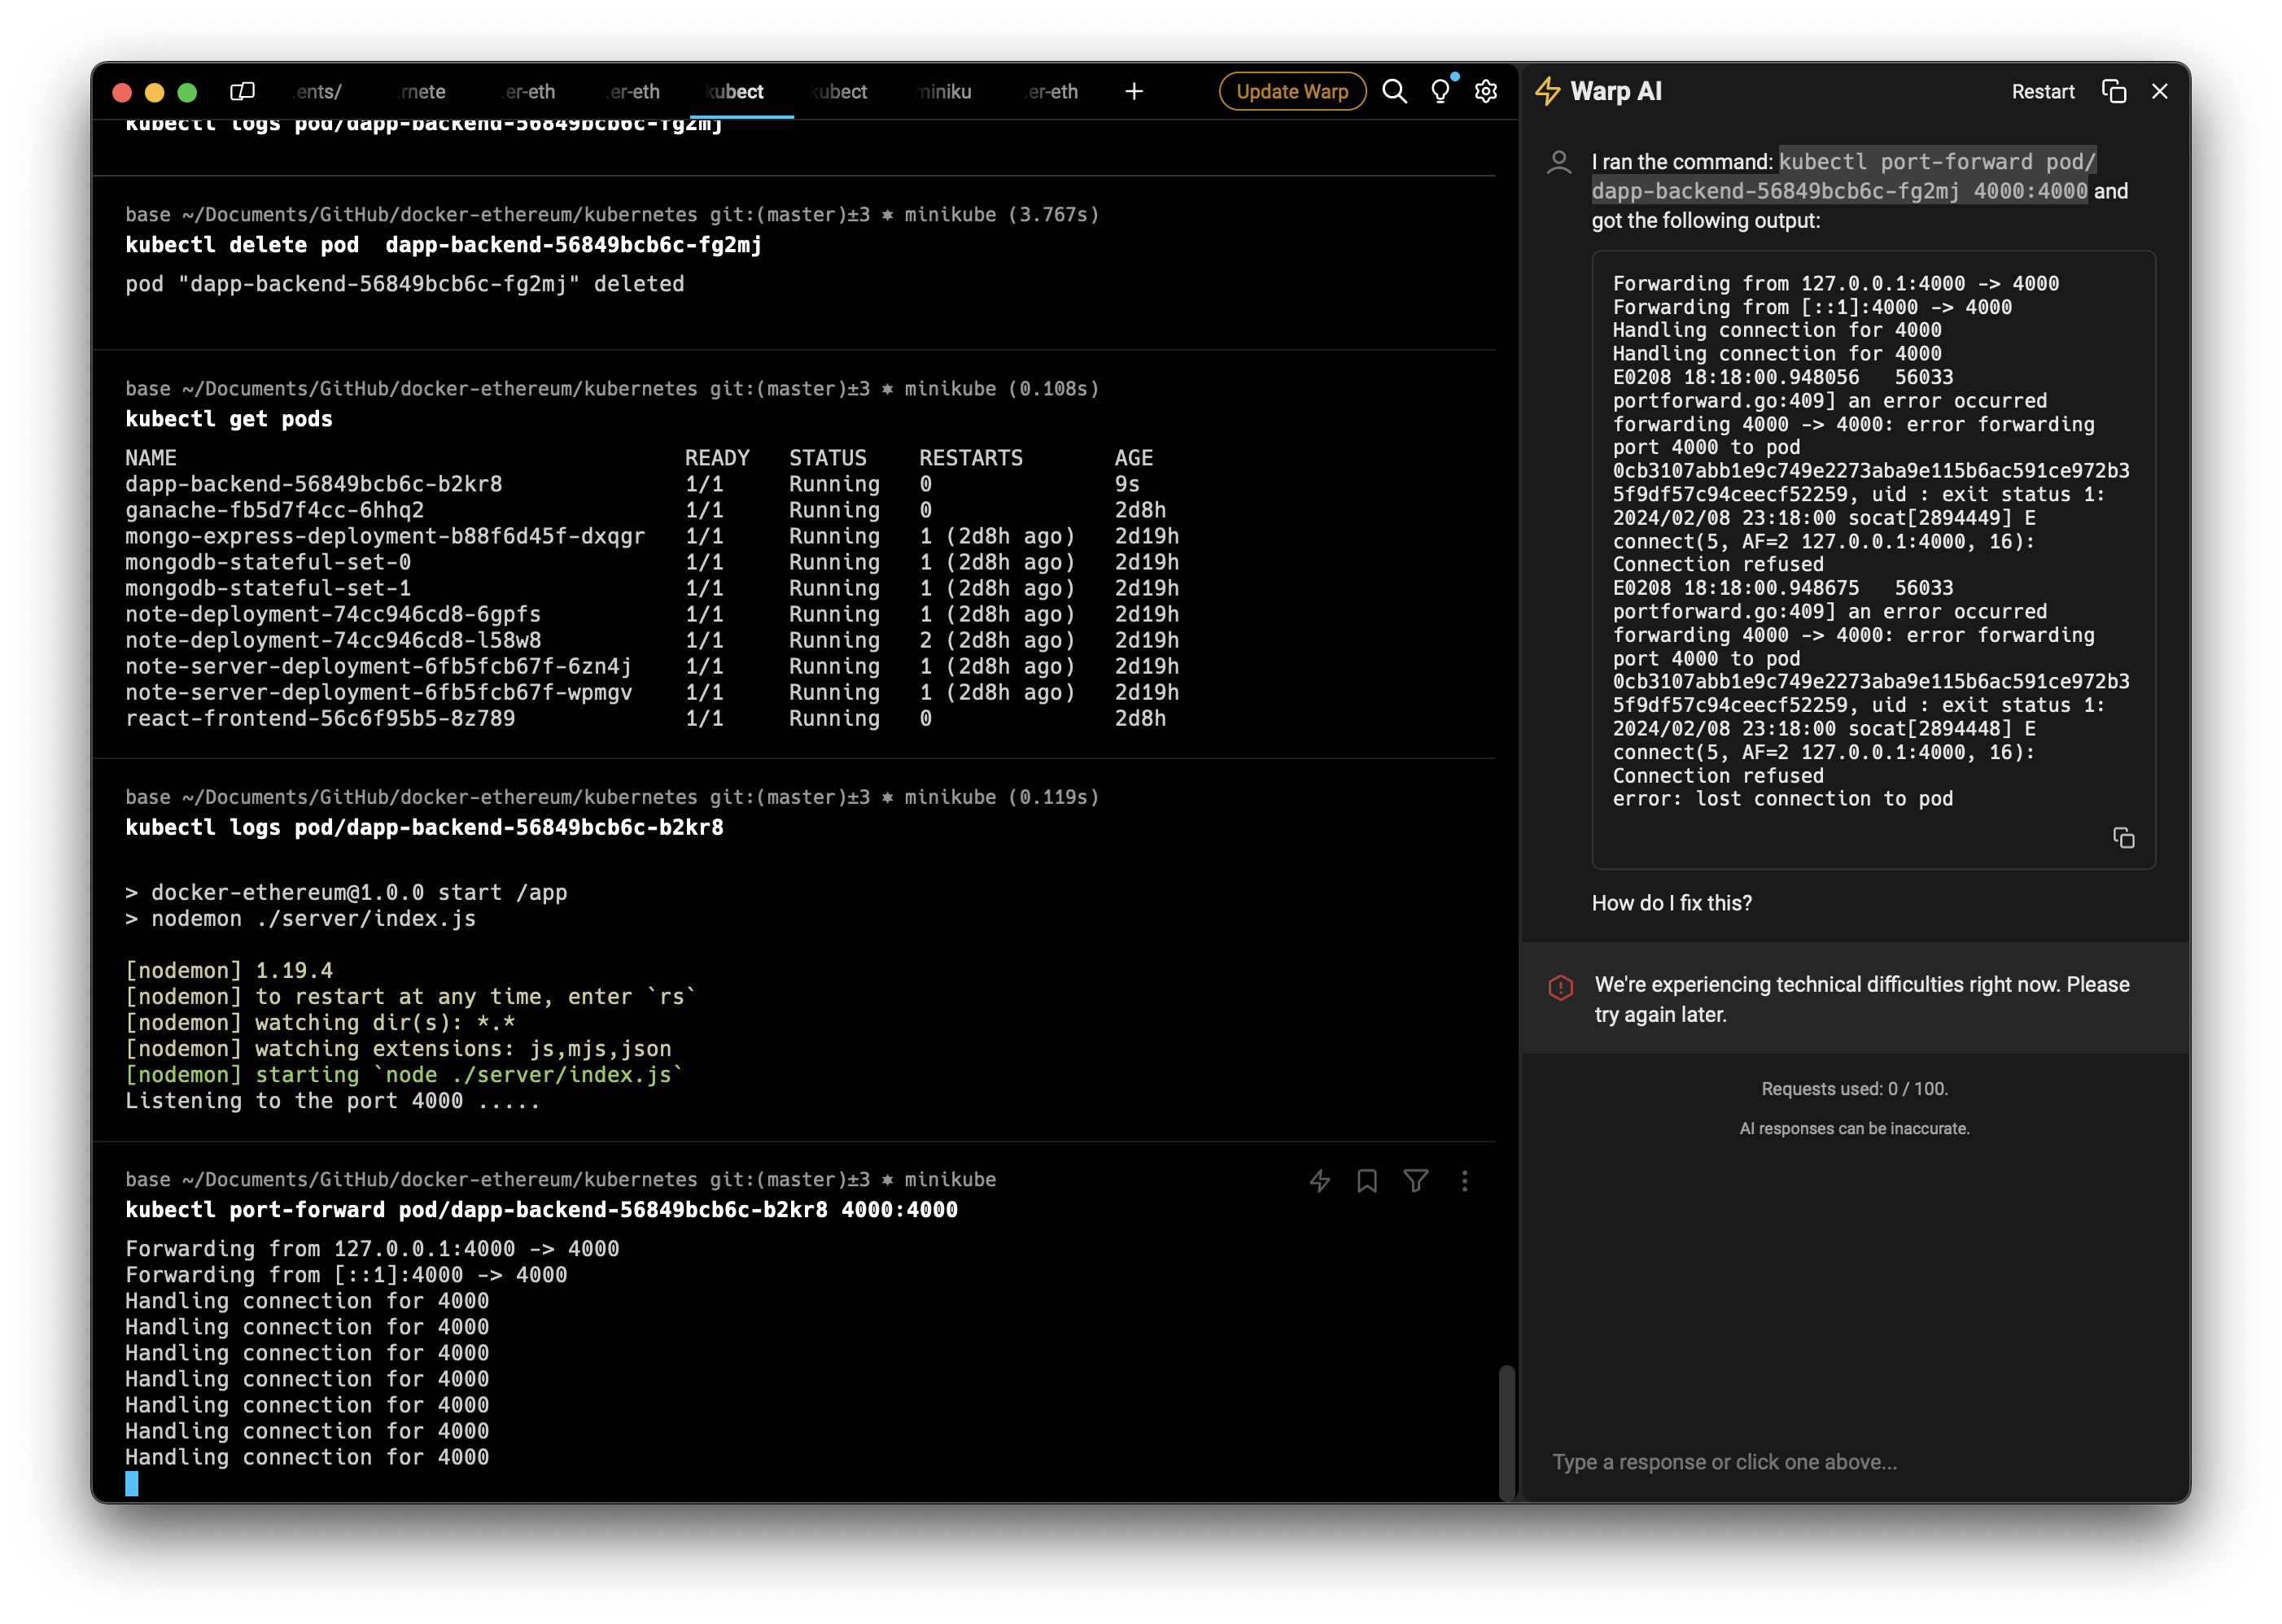 ents/
rnete
er-eth
er-eth
kubect
kubect
miniku
er-eth
Update Warp
kubectl logs pod/dapp-backend-56849bcb6c-fg2mj
base ~/Documents/GitHub/docker-ethereum/kubernetes git:(master)±3 ⎈ minikube (3.767s)
kubectl delete pod  dapp-backend-56849bcb6c-fg2mj
pod "dapp-backend-56849bcb6c-fg2mj" deleted
base ~/Documents/GitHub/docker-ethereum/kubernetes git:(master)±3 ⎈ minikube (0.108s)
kubectl get pods
NAME READY STATUS RESTARTS AGE
dapp-backend-56849bcb6c-b2kr8 1/1 Running 0 9s
ganache-fb5d7f4cc-6hhq2 1/1 Running 0 2d8h
mongo-express-deployment-b88f6d45f-dxqgr 1/1 Running 1 (2d8h ago) 2d19h
mongodb-stateful-set-0 1/1 Running 1 (2d8h ago) 2d19h
mongodb-stateful-set-1 1/1 Running 1 (2d8h ago) 2d19h
note-deployment-74cc946cd8-6gpfs 1/1 Running 1 (2d8h ago) 2d19h
note-deployment-74cc946cd8-l58w8 1/1 Running 2 (2d8h ago) 2d19h
note-server-deployment-6fb5fcb67f-6zn4j 1/1 Running 1 (2d8h ago) 2d19h
note-server-deployment-6fb5fcb67f-wpmgv 1/1 Running 1 (2d8h ago) 2d19h
react-frontend-56c6f95b5-8z789 1/1 Running 0 2d8h
base ~/Documents/GitHub/docker-ethereum/kubernetes git:(master)±3 ⎈ minikube (0.119s)
kubectl logs pod/dapp-backend-56849bcb6c-b2kr8
> docker-ethereum@1.0.0 start /app
> nodemon ./server/index.js
[nodemon] 1.19.4
[nodemon] to restart at any time, enter `rs`
[nodemon] watching dir(s): *.*
[nodemon] watching extensions: js,mjs,json
[nodemon] starting `node ./server/index.js`
Listening to the port 4000 .....
base ~/Documents/GitHub/docker-ethereum/kubernetes git:(master)±3 ⎈ minikube
kubectl port-forward pod/dapp-backend-56849bcb6c-b2kr8 4000:4000
Forwarding from 127.0.0.1:4000 -> 4000
Forwarding from [::1]:4000 -> 4000
Handling connection for 4000
Handling connection for 4000
Handling connection for 4000
Handling connection for 4000
Handling connection for 4000
Handling connection for 4000
Handling connection for 4000
Warp AI
Restart
I ran the command: kubectl port-forward pod/
dapp-backend-56849bcb6c-fg2mj 4000:4000 and
got the following output:
Forwarding from 127.0.0.1:4000 -> 4000
Forwarding from [::1]:4000 -> 4000
Handling connection for 4000
Handling connection for 4000
E0208 18:18:00.948056   56033
portforward.go:409] an error occurred
forwarding 4000 -> 4000: error forwarding
port 4000 to pod
0cb3107abb1e9c749e2273aba9e115b6ac591ce972b3
5f9df57c94ceecf52259, uid : exit status 1:
2024/02/08 23:18:00 socat[2894449] E
connect(5, AF=2 127.0.0.1:4000, 16):
Connection refused
E0208 18:18:00.948675   56033
portforward.go:409] an error occurred
forwarding 4000 -> 4000: error forwarding
port 4000 to pod
0cb3107abb1e9c749e2273aba9e115b6ac591ce972b3
5f9df57c94ceecf52259, uid : exit status 1:
2024/02/08 23:18:00 socat[2894448] E
connect(5, AF=2 127.0.0.1:4000, 16):
Connection refused
error: lost connection to pod
How do I fix this?
We're experiencing technical difficulties right now. Please
try again later.
Requests used: 0 / 100.
AI responses can be inaccurate.
Type a response or click one above...